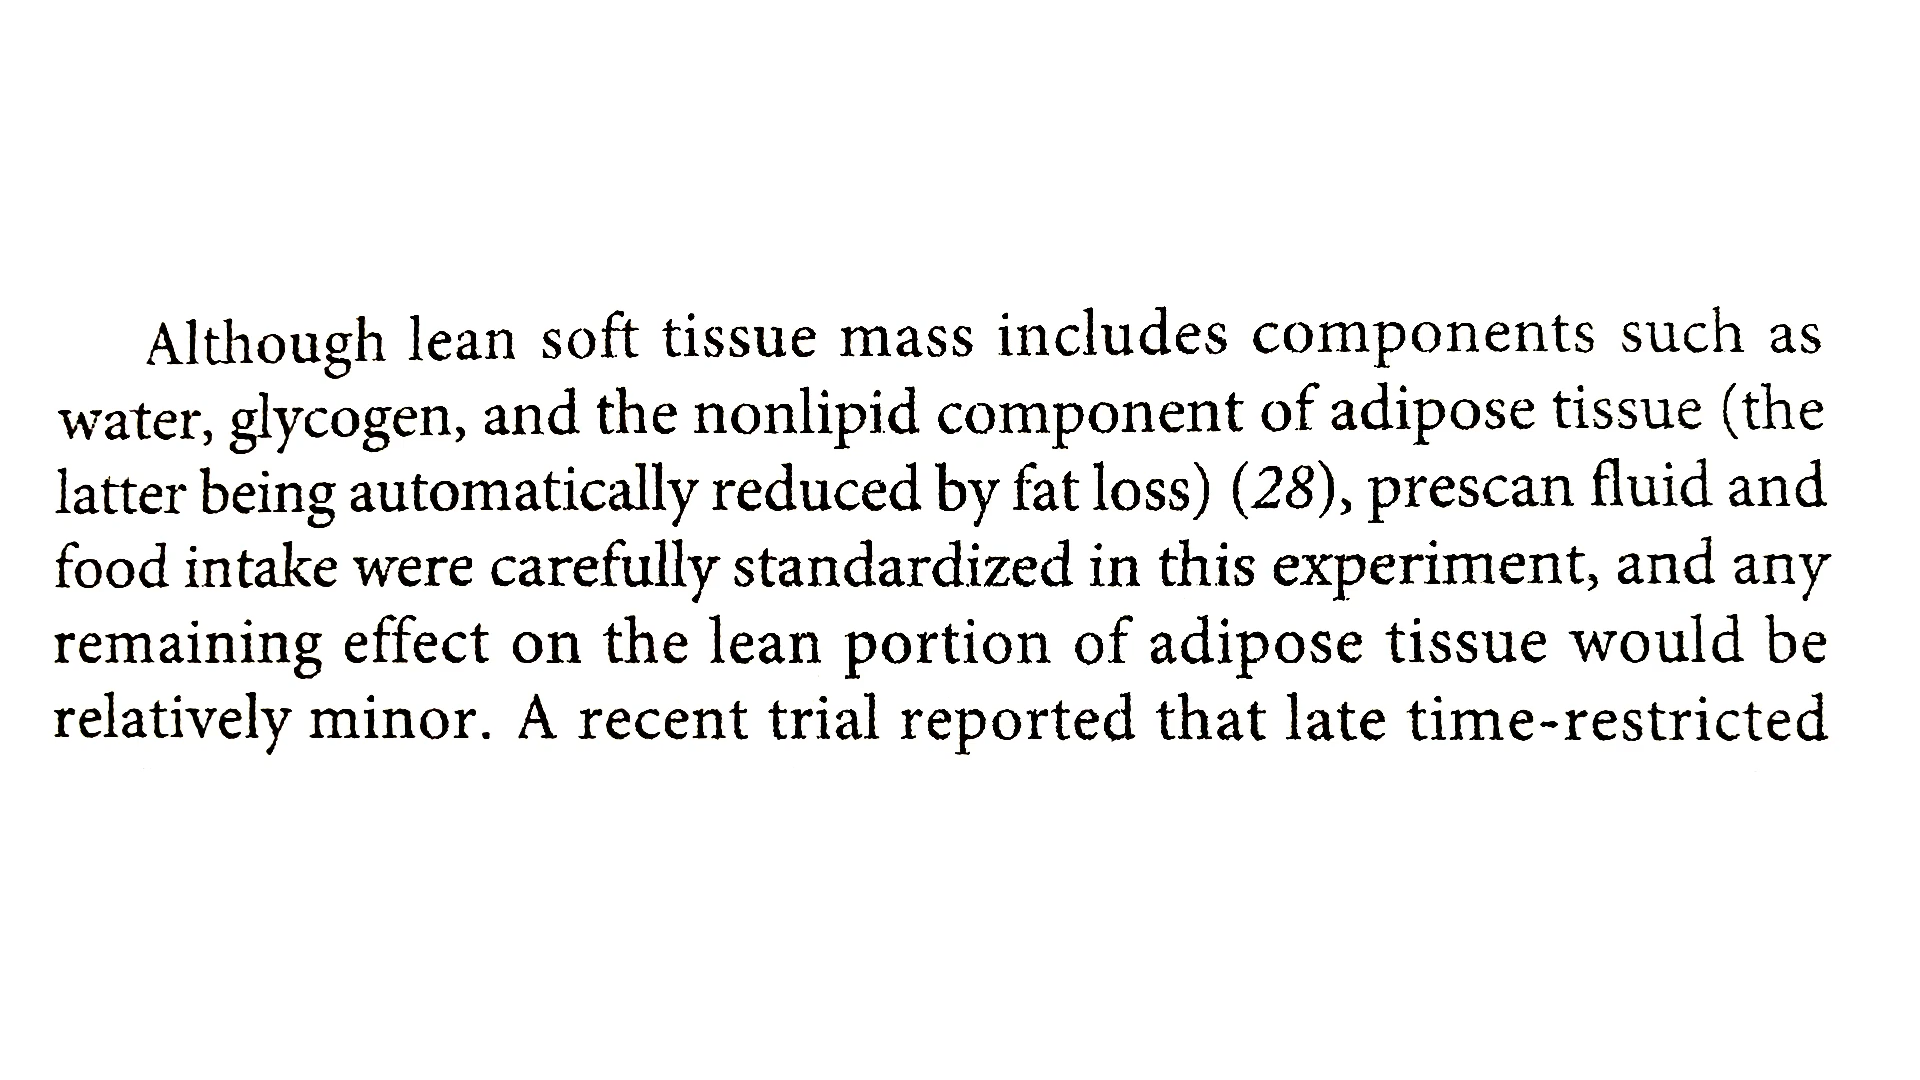 Although lean soft tissue mass includes components such as
water, glycogen, and the nonlipid component of adipose tissue (the
latter being automatically reduced by fat loss) (28), prescan fluid and
food intake were carefully standardized in this experiment, and any
remaining effect on the lean portion of adipose tissue would be
relatively minor. A recent trial reported that late time-restricted